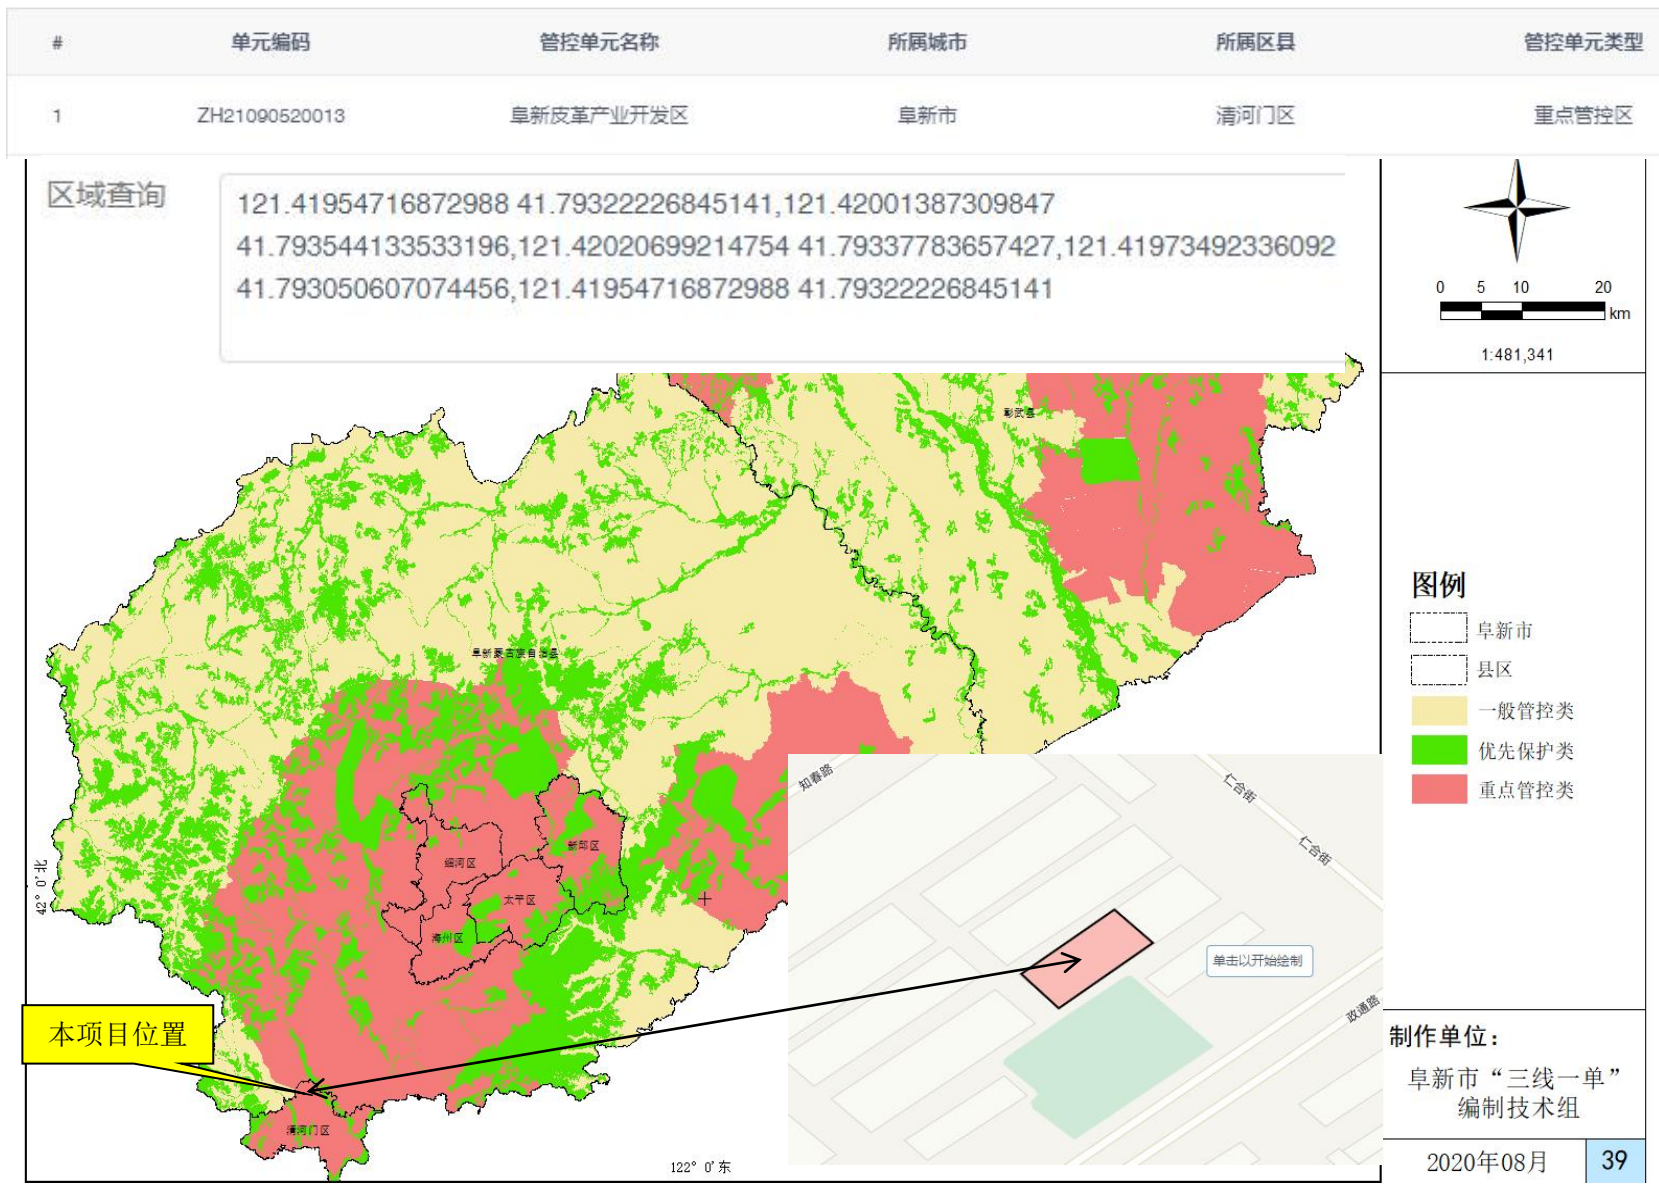 # 单元编码 管控单元名称 所属城市 所属区县 管控单元类型
1 ZH21090520013 阜新皮革产业开发区 阜新市 清河门区 重点管控区
区域查询
121.41954716872988 41.79322226845141,121.42001387309847
41.793544133533196,121.42020699214754 41.79337783657427,121.41973492336092
41.793050607074456,121.41954716872988 41.79322226845141
0 5 10 20
km
1:481,341
彰武县
阜新蒙古族自治县
图例
阜新市
县区
一般管控类
优先保护类
重点管控类
知春路
仁合街
仁合街
新邱区
细河区
太平区
海州区
42° 0′北
单击以开始绘制
政通路
本项目位置
清河门区
122° 0′东
制作单位：
阜新市“三线一单”
编制技术组
2020年08月
39